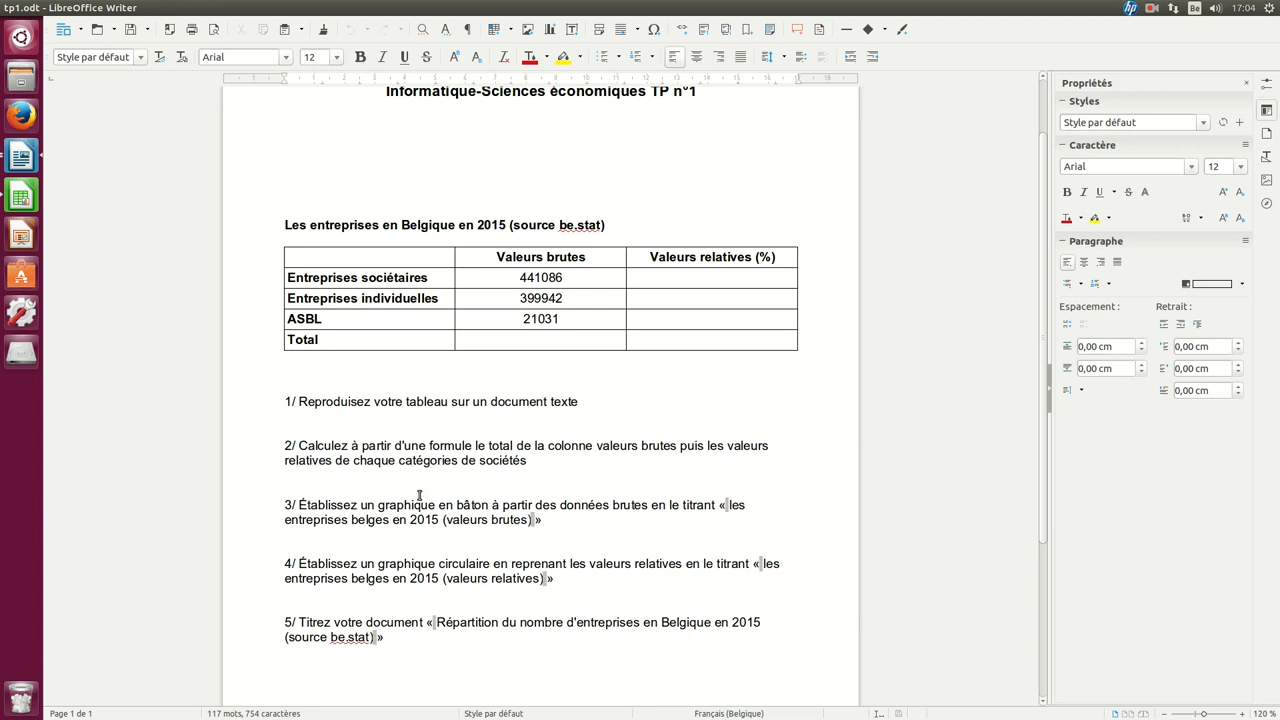 tp1.odt - LibreOffice Writer
Be
17:04
Style par défaut
Arial
12
Propriétés
Styles
Style par défaut
Caractère
Arial
12
Paragraphe
Espacement :
Retrait :
0,00 cm
0,00 cm
0,00 cm
0,00 cm
0,00 cm
Informatique-Sciences économiques TP n°1
Les entreprises en Belgique en 2015 (source be.stat)
Valeurs brutes
Valeurs relatives (%)
Entreprises sociétaires
441086
Entreprises individuelles
399942
ASBL
21031
Total
1/ Reproduisez votre tableau sur un document texte
2/ Calculez à partir d'une formule le total de la colonne valeurs brutes puis les valeurs
relatives de chaque catégories de sociétés
3/ Établissez un graphique en bâton à partir des données brutes en le titrant « les
entreprises belges en 2015 (valeurs brutes) »
4/ Établissez un graphique circulaire en reprenant les valeurs relatives en le titrant « les
entreprises belges en 2015 (valeurs relatives) »
5/ Titrez votre document « Répartition du nombre d'entreprises en Belgique en 2015
(source be.stat) »
Page 1 de 1
117 mots, 754 caractères
Style par défaut
Français (Belgique)
120 %